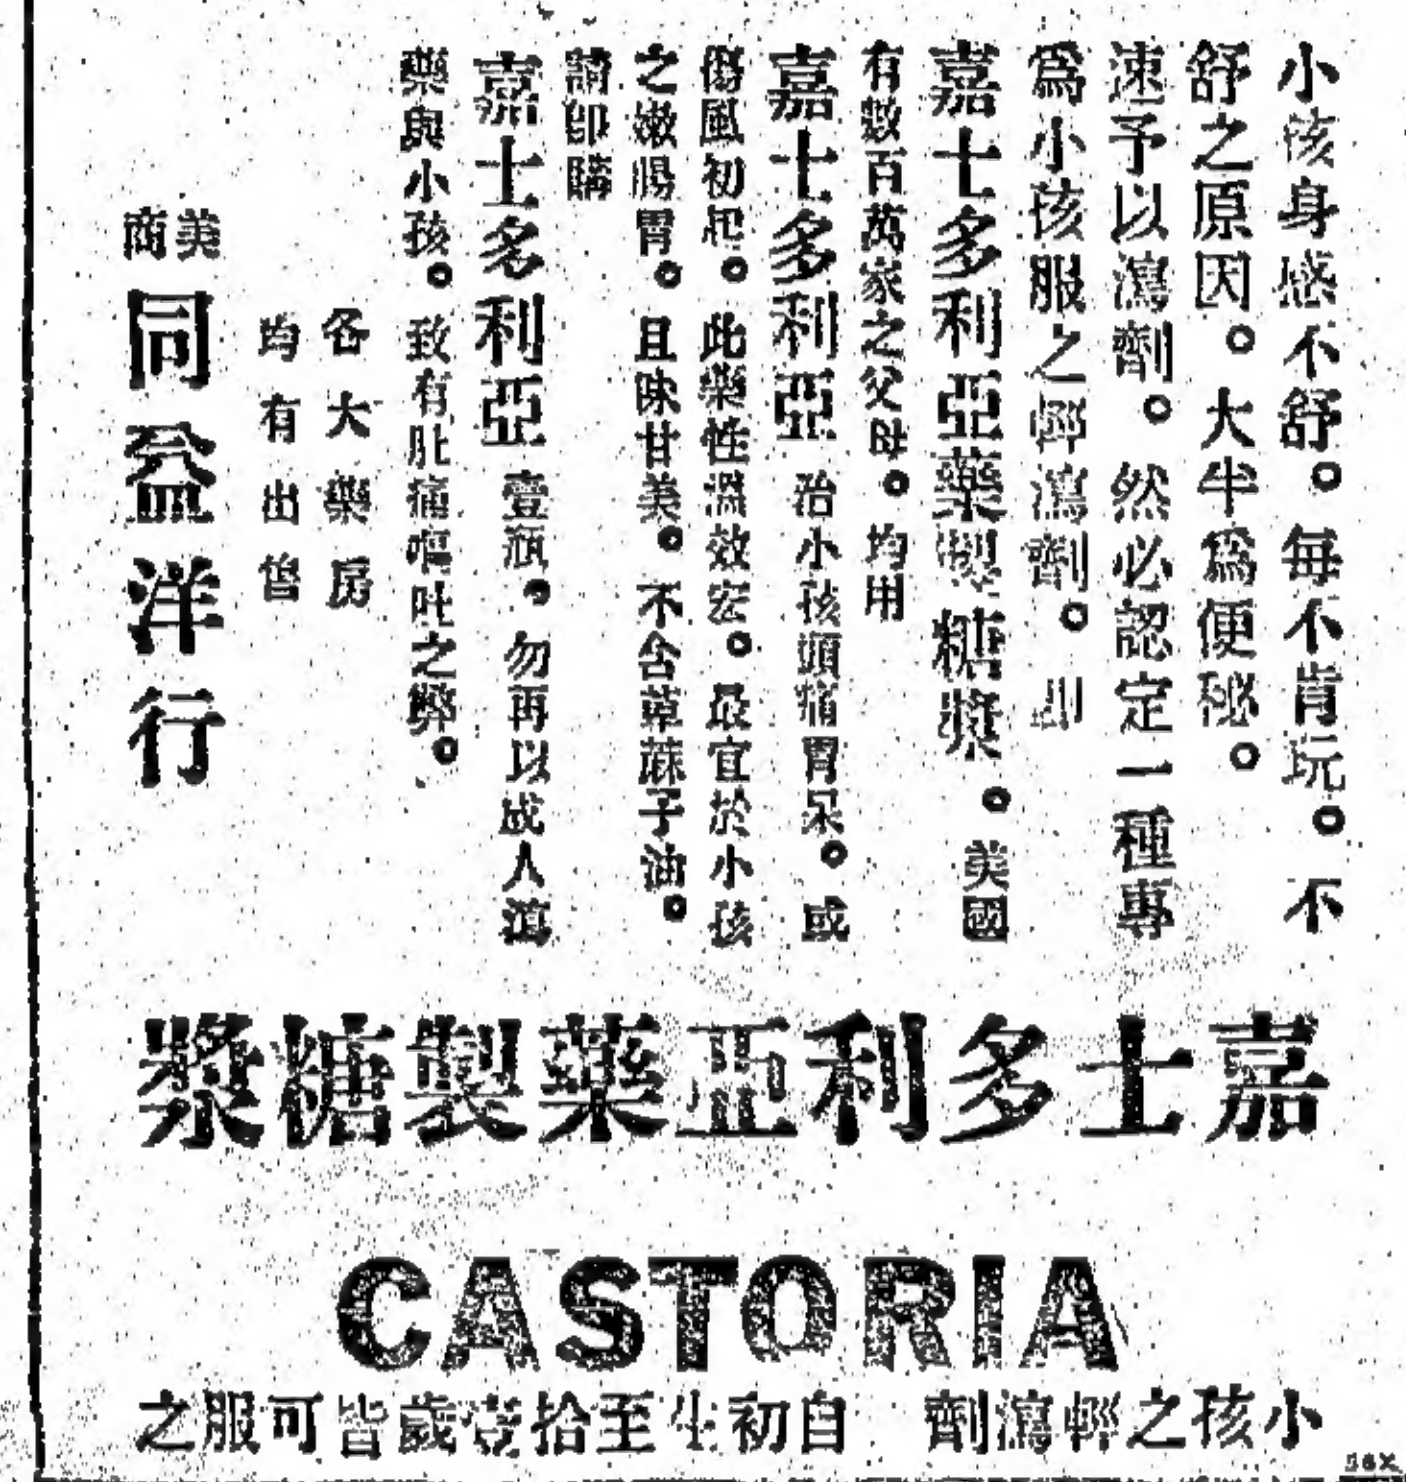 小孩身感不舒。每不肯玩。不
舒之原因。大半爲便秘。
速予以瀉劑。然必認定一種專
爲小孩服之輕瀉劑。即
嘉士多利亞藥製糖漿。美國
有數百萬家之父母。均用
嘉士多利亞治小孩頭痛胃呆。或
傷風初起。此藥性溫效宏。最宜於小孩
之嫩腸胃。且味甘美。不含萆蔴子油。
請卽購
嘉士多利亞壹瓶。勿再以成人瀉
藥與小孩。致有肚痛嘔吐之弊。
各大藥房
均有出售
美商
同益洋行
嘉士多利亞藥製糖漿
CASTORIA
小孩之輕瀉劑 自初生至拾壹歲皆可服之